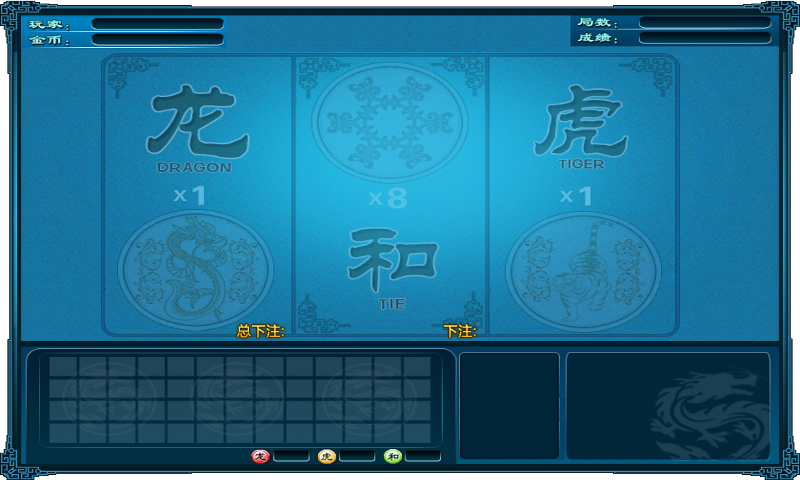 玩家： 局数：
金币： 成绩：
龙 虎
DRAGON TIGER
x1 x8 x1
和
TIE
总下注: 下注:
龙 虎 和